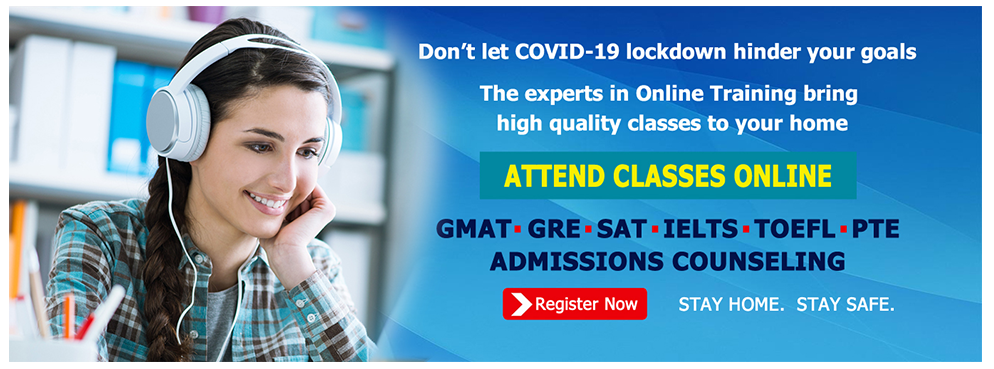 Don't let COVID-19 lockdown hinder your goals
The experts in Online Training bring
high quality classes to your home
ATTEND CLASSES ONLINE
GMAT▪GRE▪SAT▪IELTS▪TOEFL▪PTE
ADMISSIONS COUNSELING
Register Now
STAY HOME. STAY SAFE.